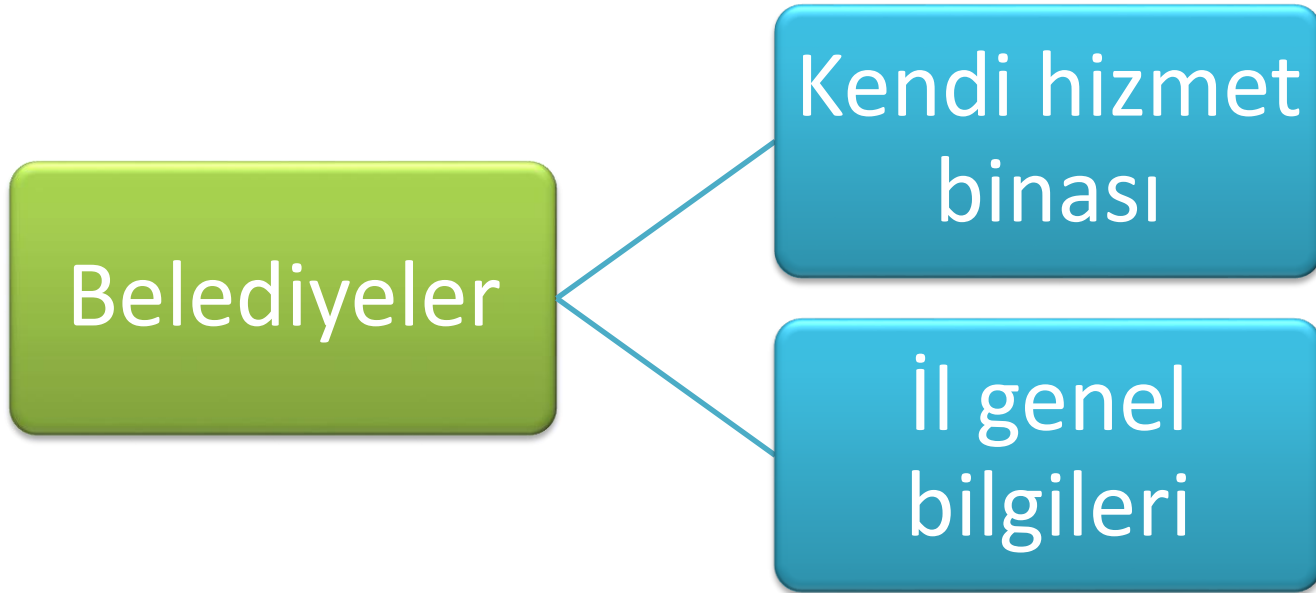 Belediyeler
Kendi hizmet
binası
İl genel
bilgileri